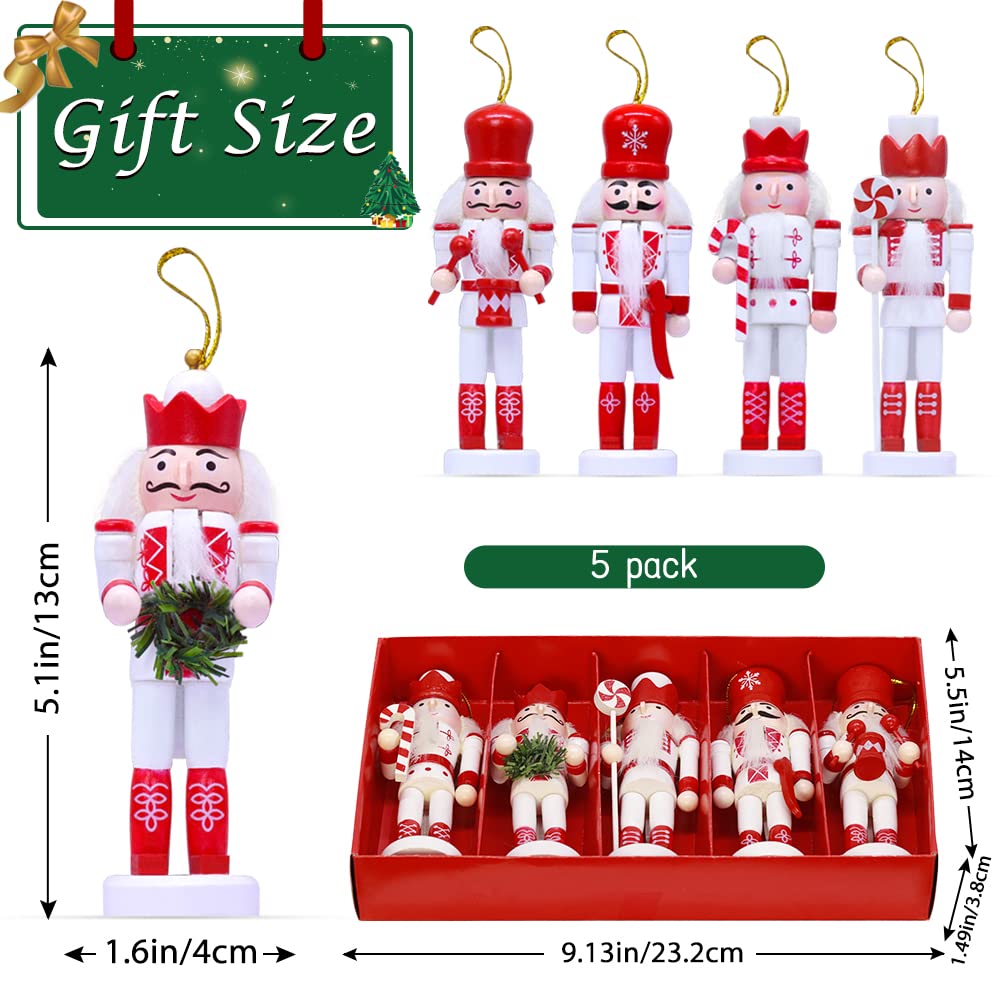 Gift Size
5 pack
5.1in/13cm
1.6in/4cm
9.13in/23.2cm
5.5in/14cm
1.49in/3.8cm